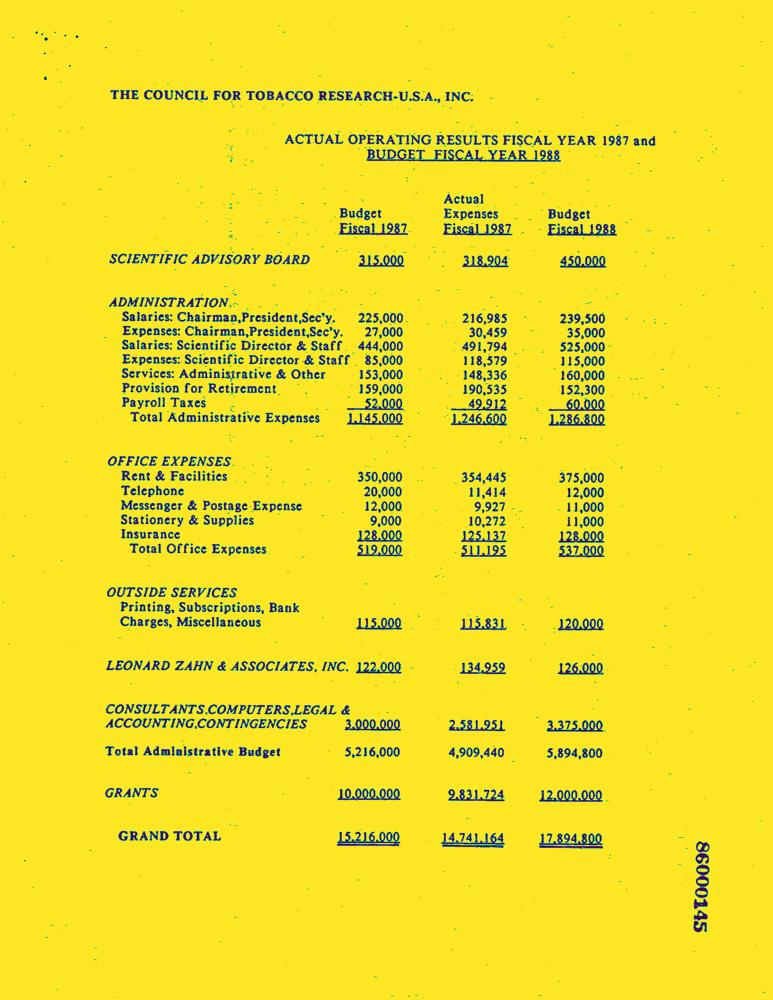 THE COUNCIL FOR TOBACCO RESEARCH-U.S.A., INC.
ACTUAL OPERATING RESULTS FISCAL YEAR 1987 and
BUDGET FISCAL YEAR 1988
Actual
Budget Expenses Budget
Fiscal 1987 Fiscal 1987 Fiscal 1988
SCIENTIFIC ADVISORY BOARD 315,000 318,904 450,000
ADMINISTRATION
Salaries: Chairman,President,Sec'y. 225,000 216,985 239,500
Expenses: Chairman,President,Sec'y. 27,000 30,459 35,000
Salaries: Scientific Director & Staff 444,000 491,794 525,000
Expenses: Scientific Director & Staff 85,000 118,579 115,000
Services: Administrative & Other 153,000 148,336 160,000
Provision for Retirement 159,000 190,535 152,300
Payroll Taxes 52,000 49,912 60,000
Total Administrative Expenses 1,145,000 1,246,600 1,286,800
OFFICE EXPENSES
Rent & Facilities 350,000 354,445 375,000
Telephone 20,000 11,414 12,000
Messenger & Postage Expense 12,000 9,927 11,000
Stationery & Supplies 9,000 10,272 11,000
Insurance 128,000 125,137 128,000
Total Office Expenses 519,000 511,195 537,000
OUTSIDE SERVICES
Printing, Subscriptions, Bank
Charges, Miscellaneous 115,000 115,831 120,000
LEONARD ZAHN & ASSOCIATES, INC. 122,000 134,959 126,000
CONSULTANTS,COMPUTERS,LEGAL &
ACCOUNTING,CONTINGENCIES 3,000,000 2,581,951 3,375,000
Total Administrative Budget 5,216,000 4,909,440 5,894,800
GRANTS 10,000,000 9,831,724 12,000,000
GRAND TOTAL 15,216,000 14,741,164 17,894,800
86000145